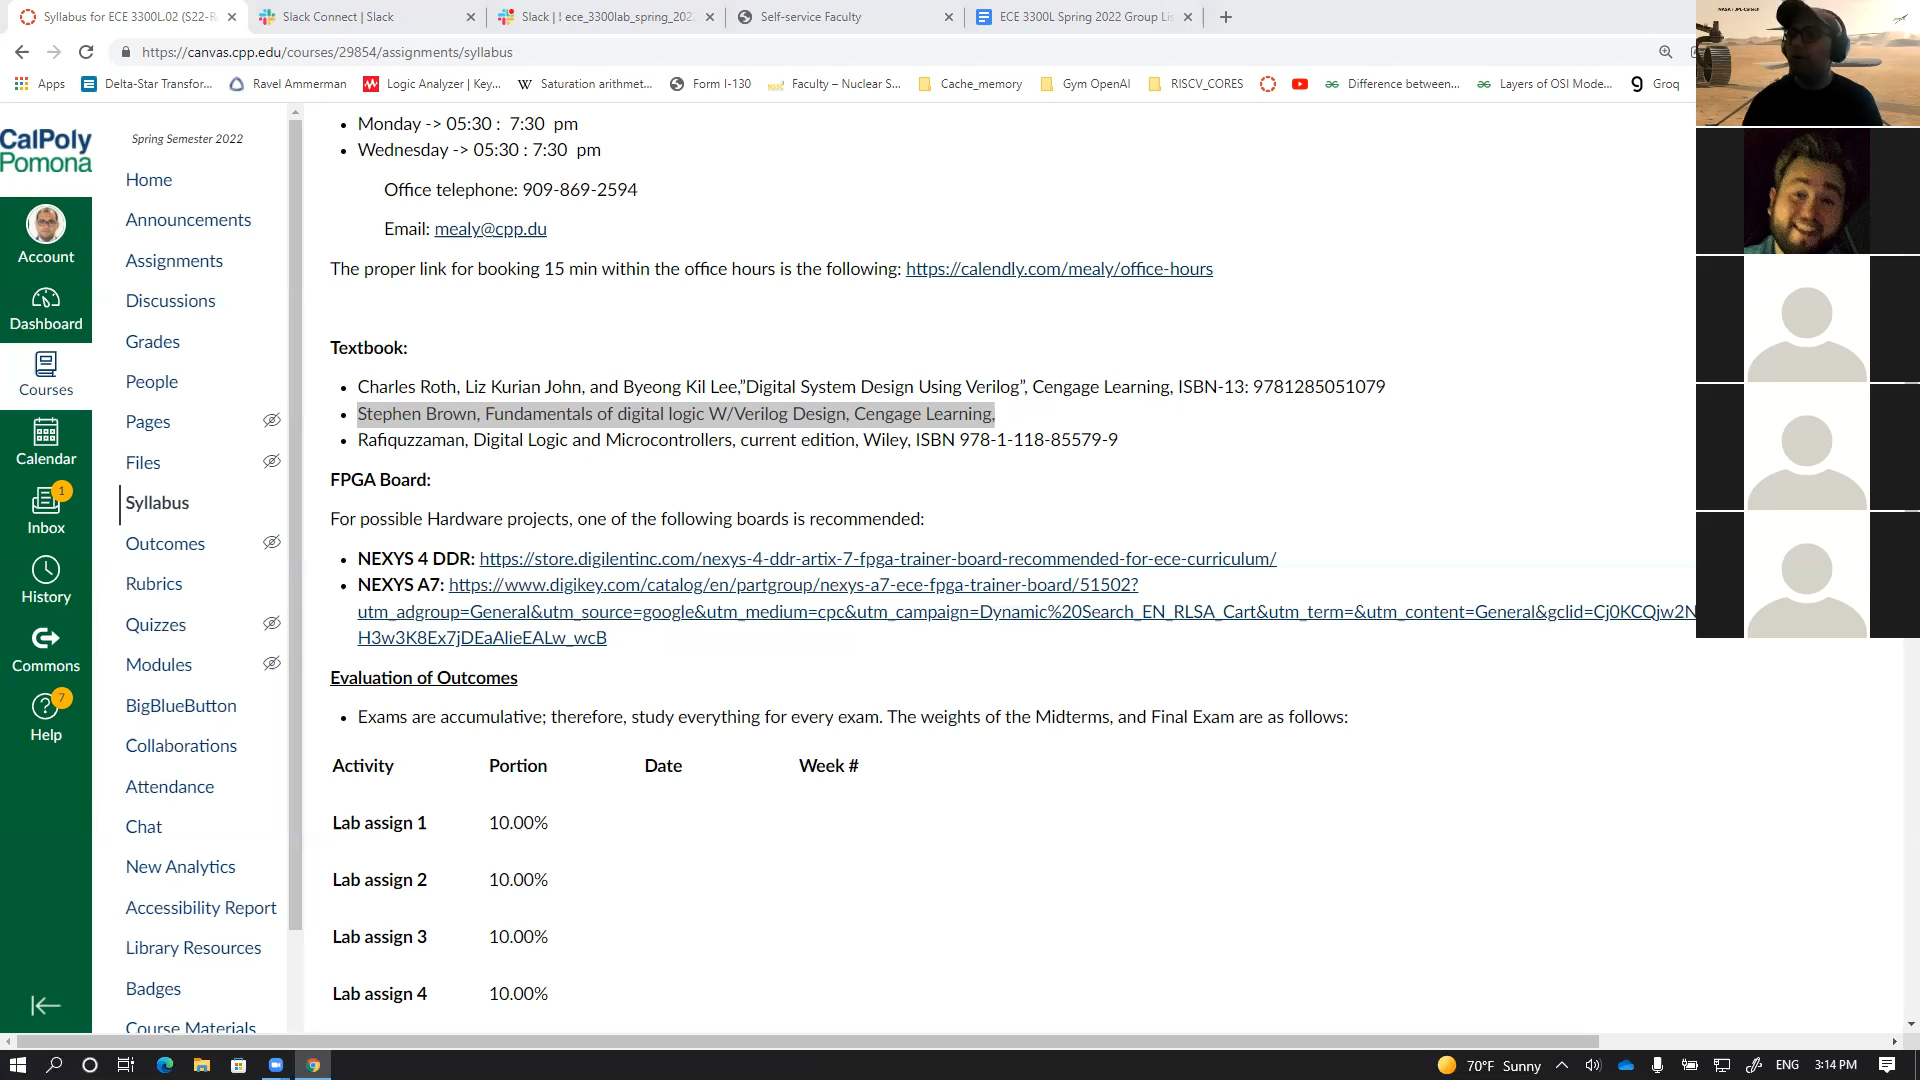 Syllabus for ECE 3300L.02 (S22-R
Slack Connect | Slack
Slack | ! ece_3300lab_spring_202
Self-service Faculty
ECE 3300L Spring 2022 Group Lis
https://canvas.cpp.edu/courses/29854/assignments/syllabus
Apps
Delta-Star Transfor...
Ravel Ammerman
Logic Analyzer | Key...
Saturation arithmet...
Form I-130
Faculty – Nuclear S...
Cache_memory
Gym OpenAI
RISCV_CORES
Difference between...
Layers of OSI Mode...
Groq
NASA / JPL-Caltech
CalPoly
Pomona
Account
Dashboard
Courses
Calendar
1
Inbox
History
Commons
7
Help
Spring Semester 2022
Home
Announcements
Assignments
Discussions
Grades
People
Pages
Files
Syllabus
Outcomes
Rubrics
Quizzes
Modules
BigBlueButton
Collaborations
Attendance
Chat
New Analytics
Accessibility Report
Library Resources
Badges
Course Materials
Monday -> 05:30 : 7:30 pm
Wednesday -> 05:30 : 7:30 pm
Office telephone: 909-869-2594
Email: mealy@cpp.du
The proper link for booking 15 min within the office hours is the following: https://calendly.com/mealy/office-hours
Textbook:
Charles Roth, Liz Kurian John, and Byeong Kil Lee,”Digital System Design Using Verilog”, Cengage Learning, ISBN-13: 9781285051079
Stephen Brown, Fundamentals of digital logic W/Verilog Design, Cengage Learning,
Rafiquzzaman, Digital Logic and Microcontrollers, current edition, Wiley, ISBN 978-1-118-85579-9
FPGA Board:
For possible Hardware projects, one of the following boards is recommended:
NEXYS 4 DDR: https://store.digilentinc.com/nexys-4-ddr-artix-7-fpga-trainer-board-recommended-for-ece-curriculum/
NEXYS A7: https://www.digikey.com/catalog/en/partgroup/nexys-a7-ece-fpga-trainer-board/51502?
utm_adgroup=General&utm_source=google&utm_medium=cpc&utm_campaign=Dynamic%20Search_EN_RLSA_Cart&utm_term=&utm_content=General&gclid=Cj0KCQjw2N
H3w3K8Ex7jDEaAlieEALw_wcB
Evaluation of Outcomes
Exams are accumulative; therefore, study everything for every exam. The weights of the Midterms, and Final Exam are as follows:
Activity Portion Date Week #
Lab assign 1 10.00%
Lab assign 2 10.00%
Lab assign 3 10.00%
Lab assign 4 10.00%
70°F Sunny
ENG
3:14 PM